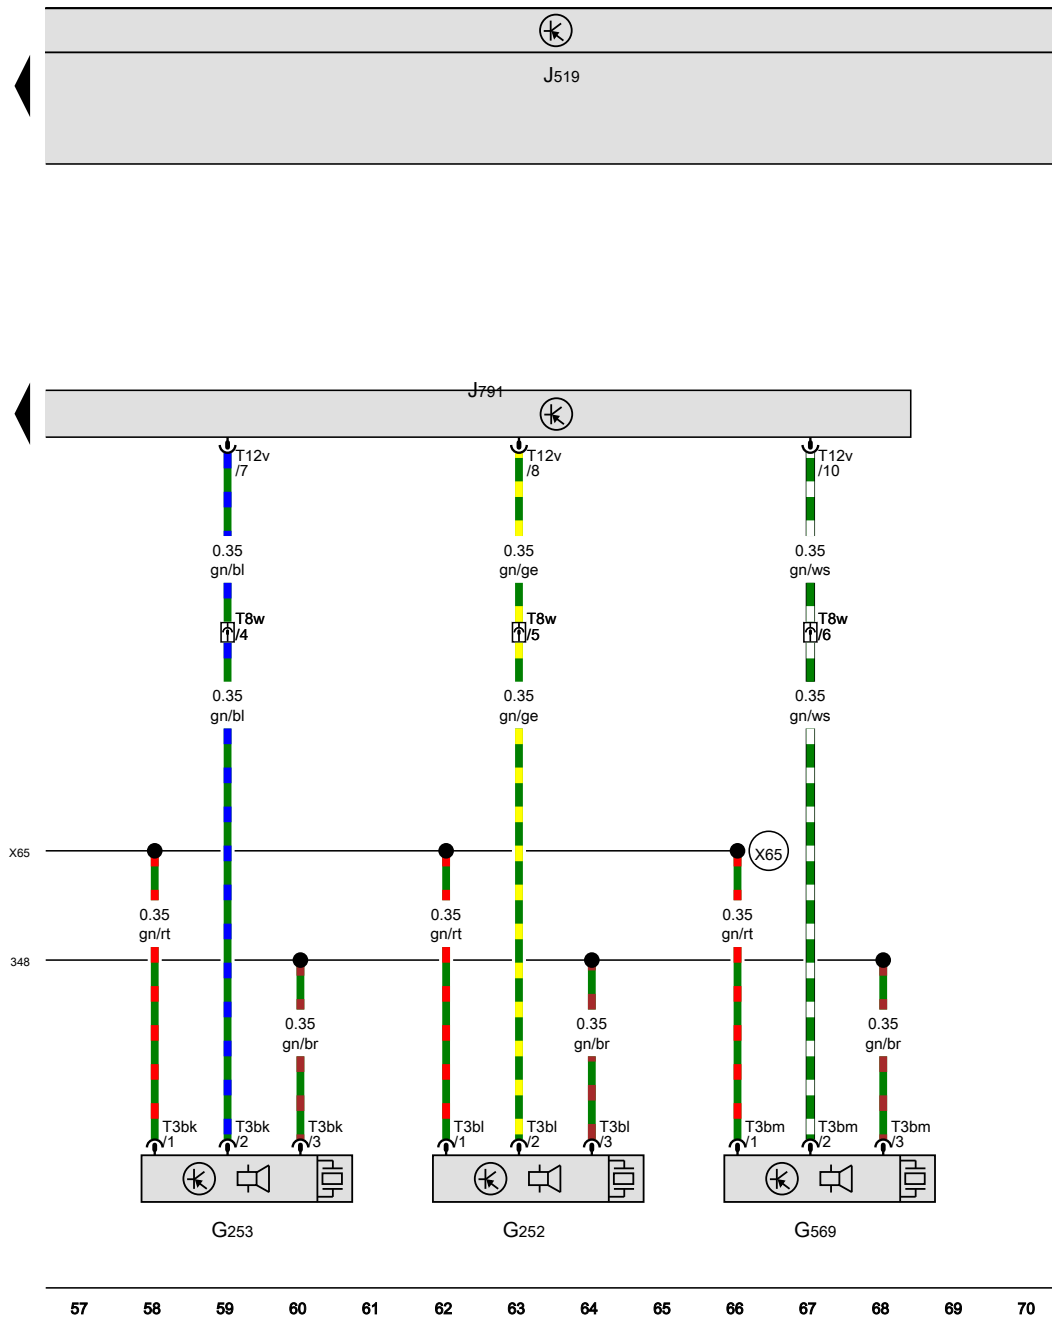 J519
J791
T12v
/7
T12v
/8
T12v
/10
0.35
gn/bl
0.35
gn/ge
0.35
gn/ws
T8w
/4
T8w
/5
T8w
/6
0.35
gn/bl
0.35
gn/ge
0.35
gn/ws
X65
X65
0.35
gn/rt
0.35
gn/rt
0.35
gn/rt
348
0.35
gn/br
0.35
gn/br
0.35
gn/br
T3bk
/1
T3bk
/2
T3bk
/3
T3bl
/1
T3bl
/2
T3bl
/3
T3bm
/1
T3bm
/2
T3bm
/3
G253
G252
G569
57 58 59 60 61 62 63 64 65 66 67 68 69 70